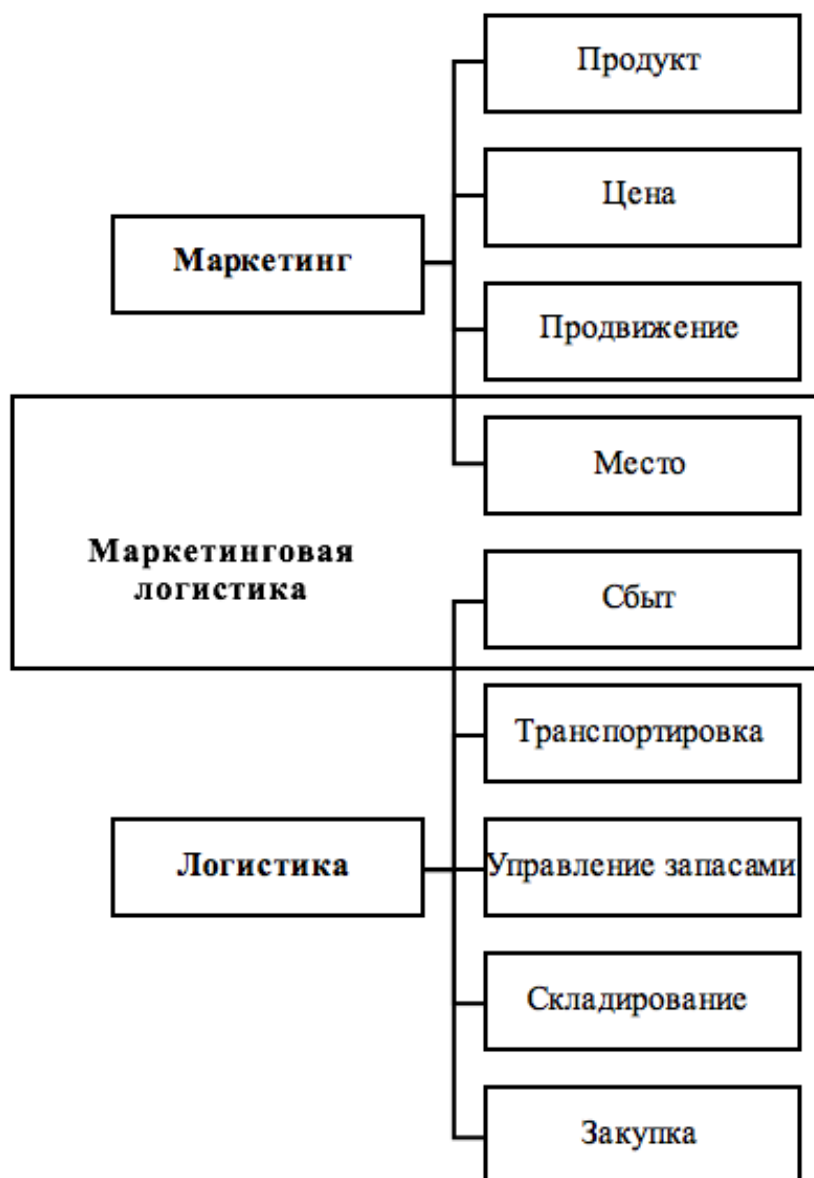 Продукт
Цена
Маркетинг
Продвижение
Место
Маркетинговая
логистика
Сбыт
Транспортировка
Логистика
Управление запасами
Складирование
Закупка